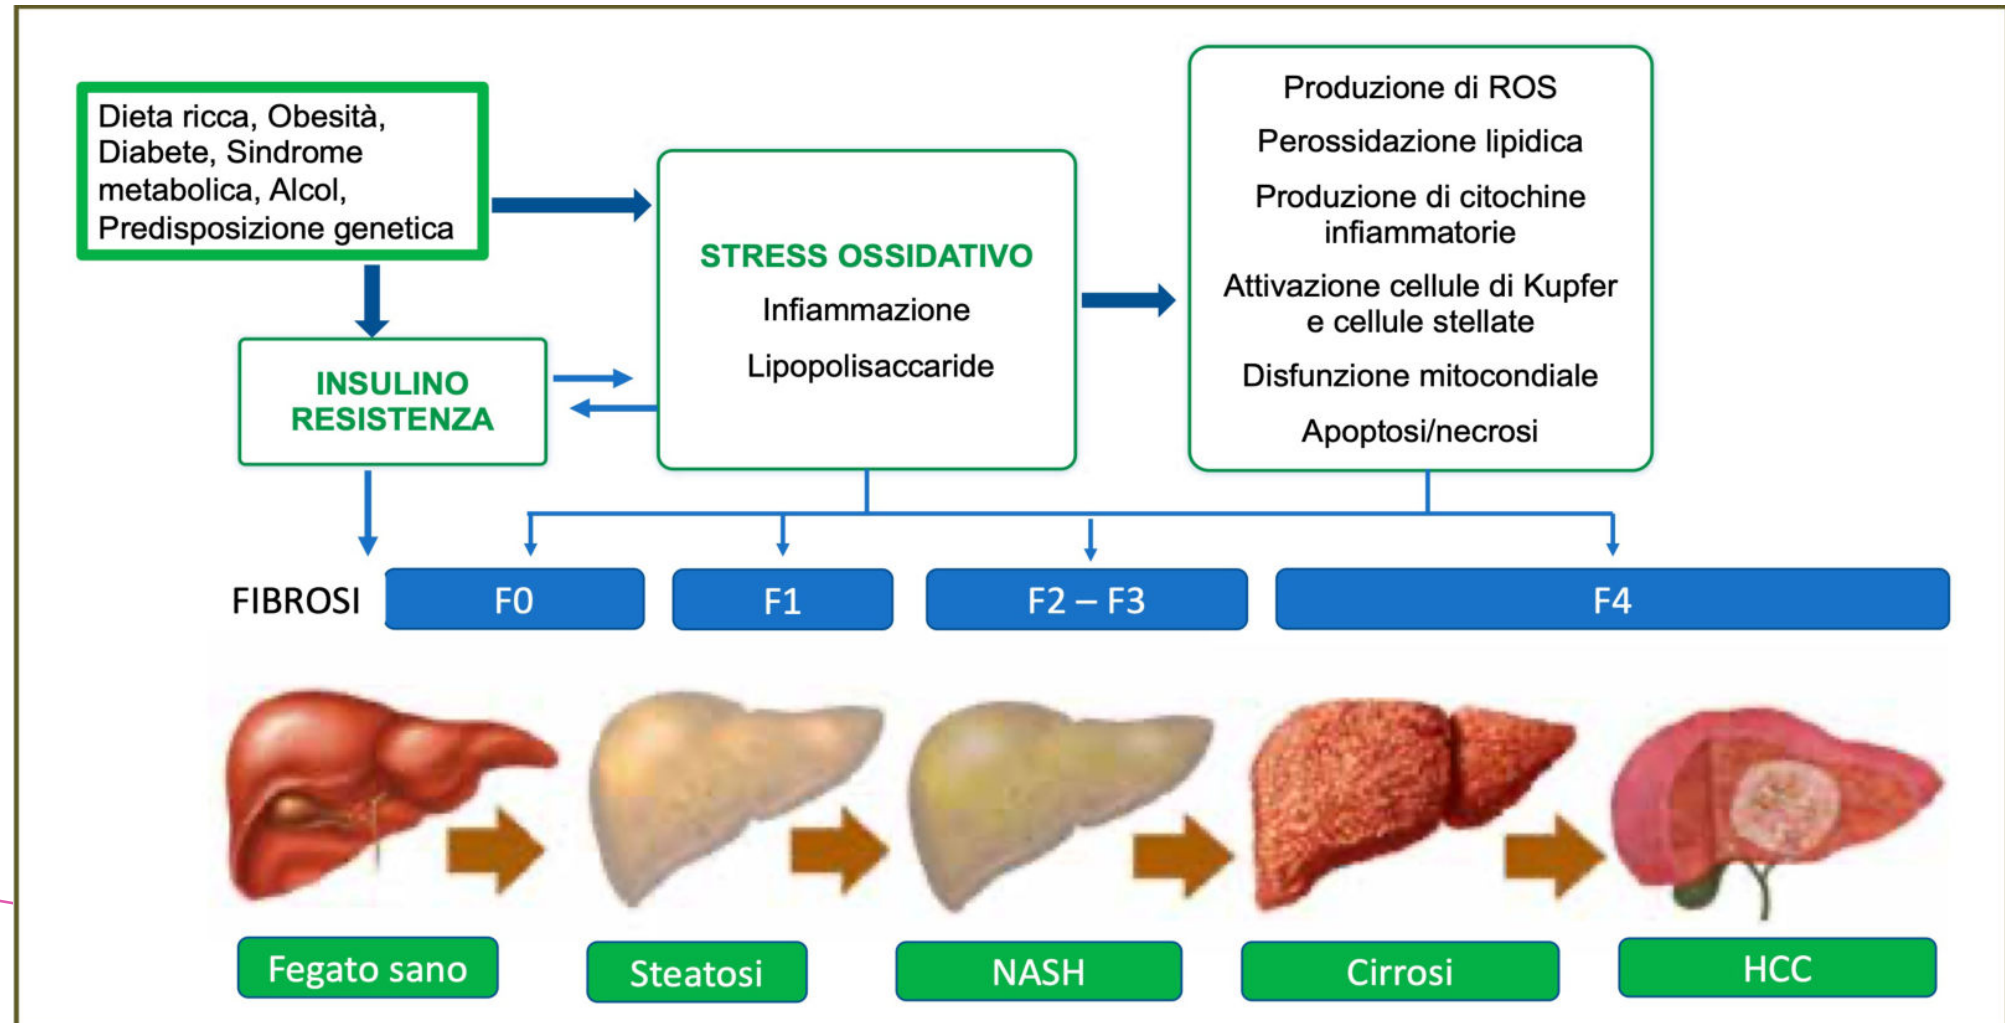 Dieta ricca, Obesità,
Diabete, Sindrome
metabolica, Alcol,
Predisposizione genetica
INSULINO
RESISTENZA
STRESS OSSIDATIVO
Infiammazione
Lipopolisaccaride
Produzione di ROS
Perossidazione lipidica
Produzione di citochine
infiammatorie
Attivazione cellule di Kupfer
e cellule stellate
Disfunzione mitocondiale
Apoptosi/necrosi
FIBROSI
F0
F1
F2 – F3
F4
Fegato sano
Steatosi
NASH
Cirrosi
HCC